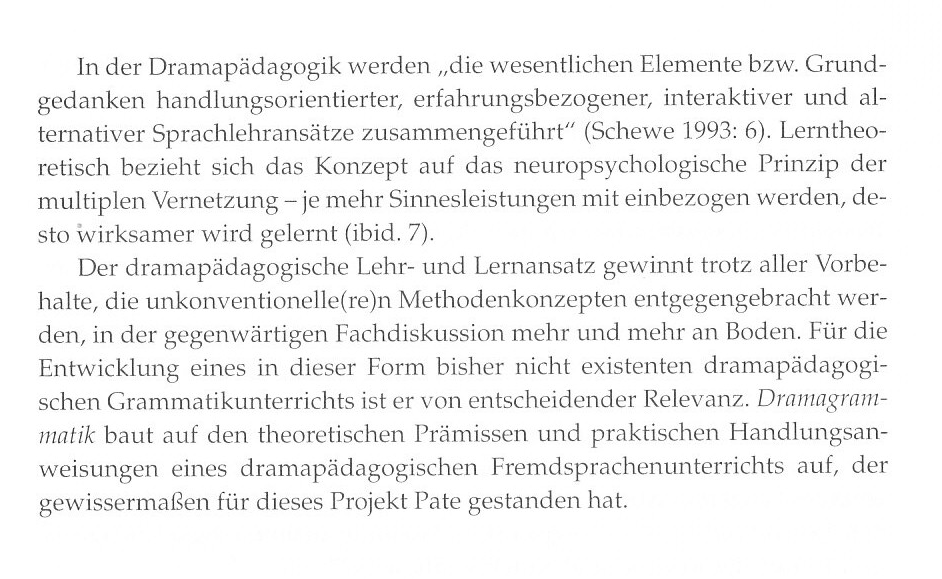 In der Dramapädagogik werden „die wesentlichen Elemente bzw. Grund-
gedanken handlungsorientierter, erfahrungsbezogener, interaktiver und al-
ternativer Sprachlehransätze zusammengeführt“ (Schewe 1993: 6). Lerntheo-
retisch bezieht sich das Konzept auf das neuropsychologische Prinzip der
multiplen Vernetzung – je mehr Sinnesleistungen mit einbezogen werden, de-
sto wirksamer wird gelernt (ibid. 7).
Der dramapädagogische Lehr- und Lernansatz gewinnt trotz aller Vorbe-
halte, die unkonventionelle(re)n Methodenkonzepten entgegengebracht wer-
den, in der gegenwärtigen Fachdiskussion mehr und mehr an Boden. Für die
Entwicklung eines in dieser Form bisher nicht existenten dramapädagogi-
schen Grammatikunterrichts ist er von entscheidender Relevanz. Dramagram-
matik baut auf den theoretischen Prämissen und praktischen Handlungsan-
weisungen eines dramapädagogischen Fremdsprachenunterrichts auf, der
gewissermaßen für dieses Projekt Pate gestanden hat.